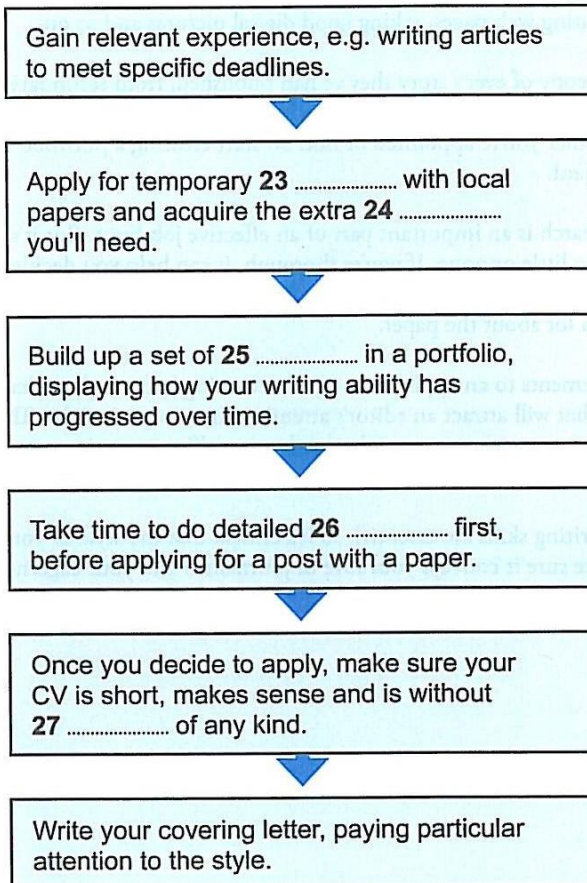 Gain relevant experience, e.g. writing articles
to meet specific deadlines.
Apply for temporary 23 .................... with local
papers and acquire the extra 24 ....................
you'll need.
Build up a set of 25 .................... in a portfolio,
displaying how your writing ability has
progressed over time.
Take time to do detailed 26 .................... first,
before applying for a post with a paper.
Once you decide to apply, make sure your
CV is short, makes sense and is without
27 .................... of any kind.
Write your covering letter, paying particular
attention to the style.